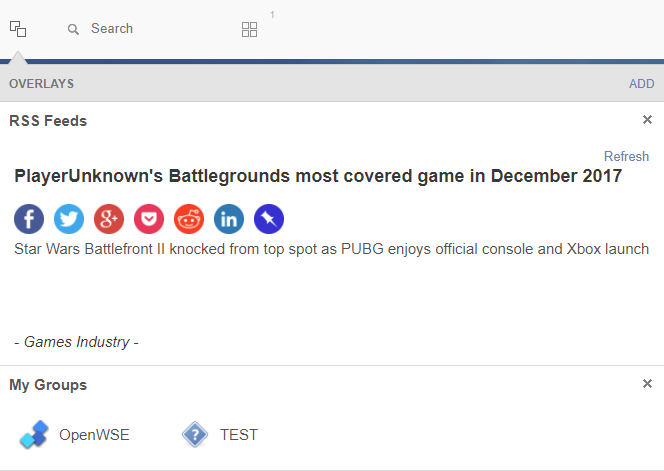 Search
1
OVERLAYS ADD
RSS Feeds
Refresh
PlayerUnknown's Battlegrounds most covered game in December 2017
Star Wars Battlefront II knocked from top spot as PUBG enjoys official console and Xbox launch
- Games Industry -
My Groups
OpenWSE TEST